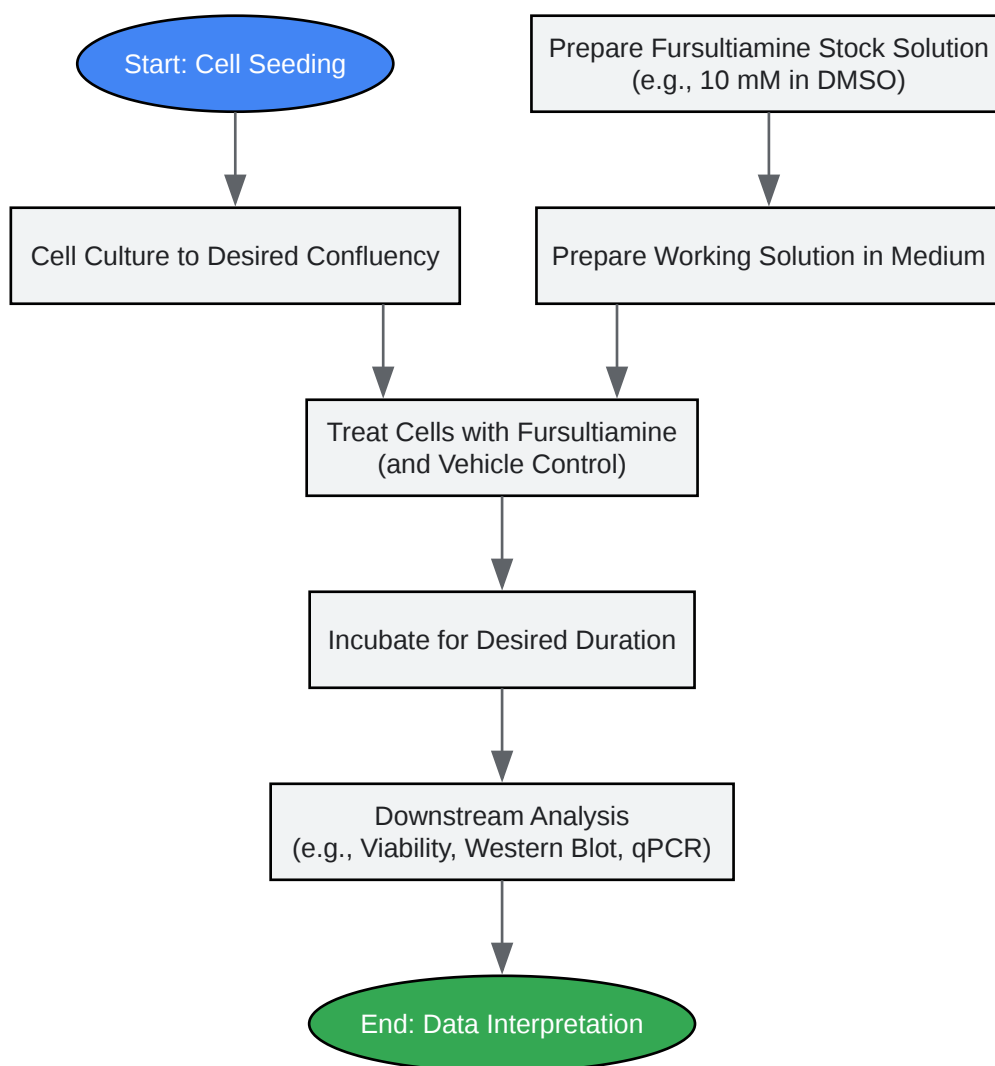 Start: Cell Seeding
Prepare Fursultiamine Stock Solution
(e.g., 10 mM in DMSO)
Cell Culture to Desired Confluency
Prepare Working Solution in Medium
Treat Cells with Fursultiamine
(and Vehicle Control)
Incubate for Desired Duration
Downstream Analysis
(e.g., Viability, Western Blot, qPCR)
End: Data Interpretation